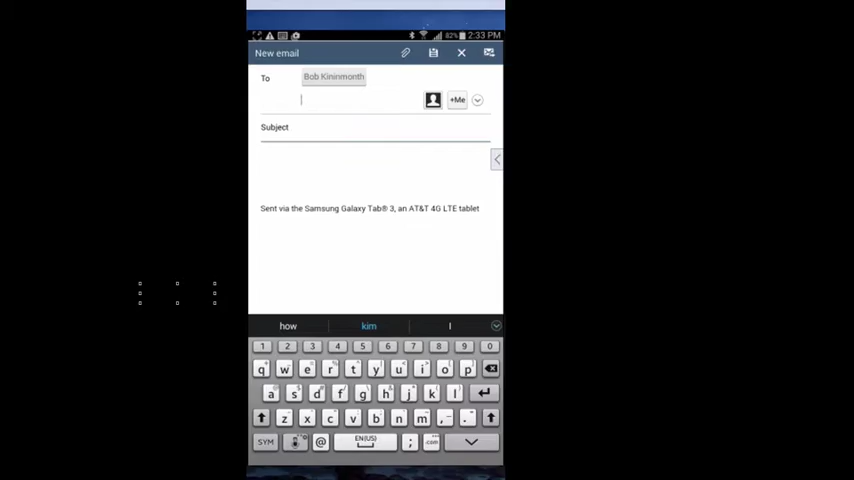 82% 2:33 PM
New email
To Bob Kininmonth
+Me
Subject
Sent via the Samsung Galaxy Tab® 3, an AT&T 4G LTE tablet
how kim I
1 2 3 4 5 6 7 8 9 0
q w e r t y u i o p
a s d f g h j k l
z x c v b n m , .
SYM @ EN(US) ; .com